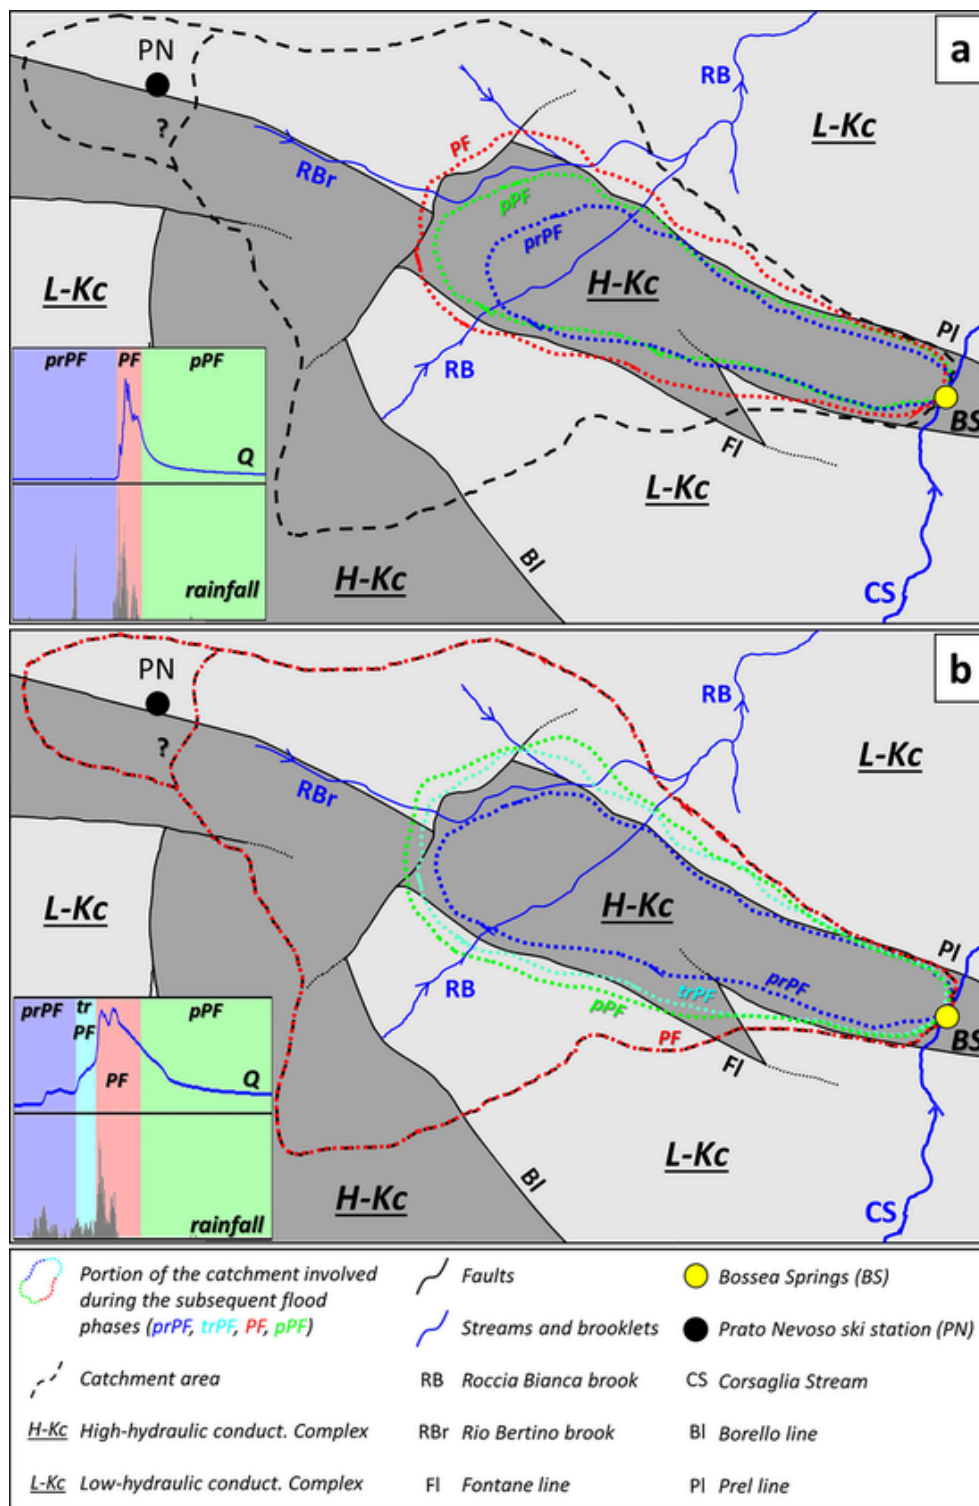 a
PN
?
RB
L-Kc
PF
RBr
pPF
prPF
L-Kc
H-Kc
Pl
RB
prPF PF pPF
Q
BS
Fl
L-Kc
rainfall
H-Kc
Bl
CS
b
PN
?
RB
L-Kc
RBr
L-Kc
H-Kc
Pl
RB
prPF
trPF
pPF
prPF tr PF pPF
PF
Q
PF
BS
Fl
L-Kc
rainfall
H-Kc
Bl
CS
Portion of the catchment involved
during the subsequent flood
phases (prPF, trPF, PF, pPF)
Catchment area
H-Kc High-hydraulic conduct. Complex
L-Kc Low-hydraulic conduct. Complex
Faults
Streams and brooklets
RB Roccia Bianca brook
RBr Rio Bertino brook
Fl Fontane line
Bossea Springs (BS)
Prato Nevoso ski station (PN)
CS Corsaglia Stream
Bl Borello line
Pl Prel line